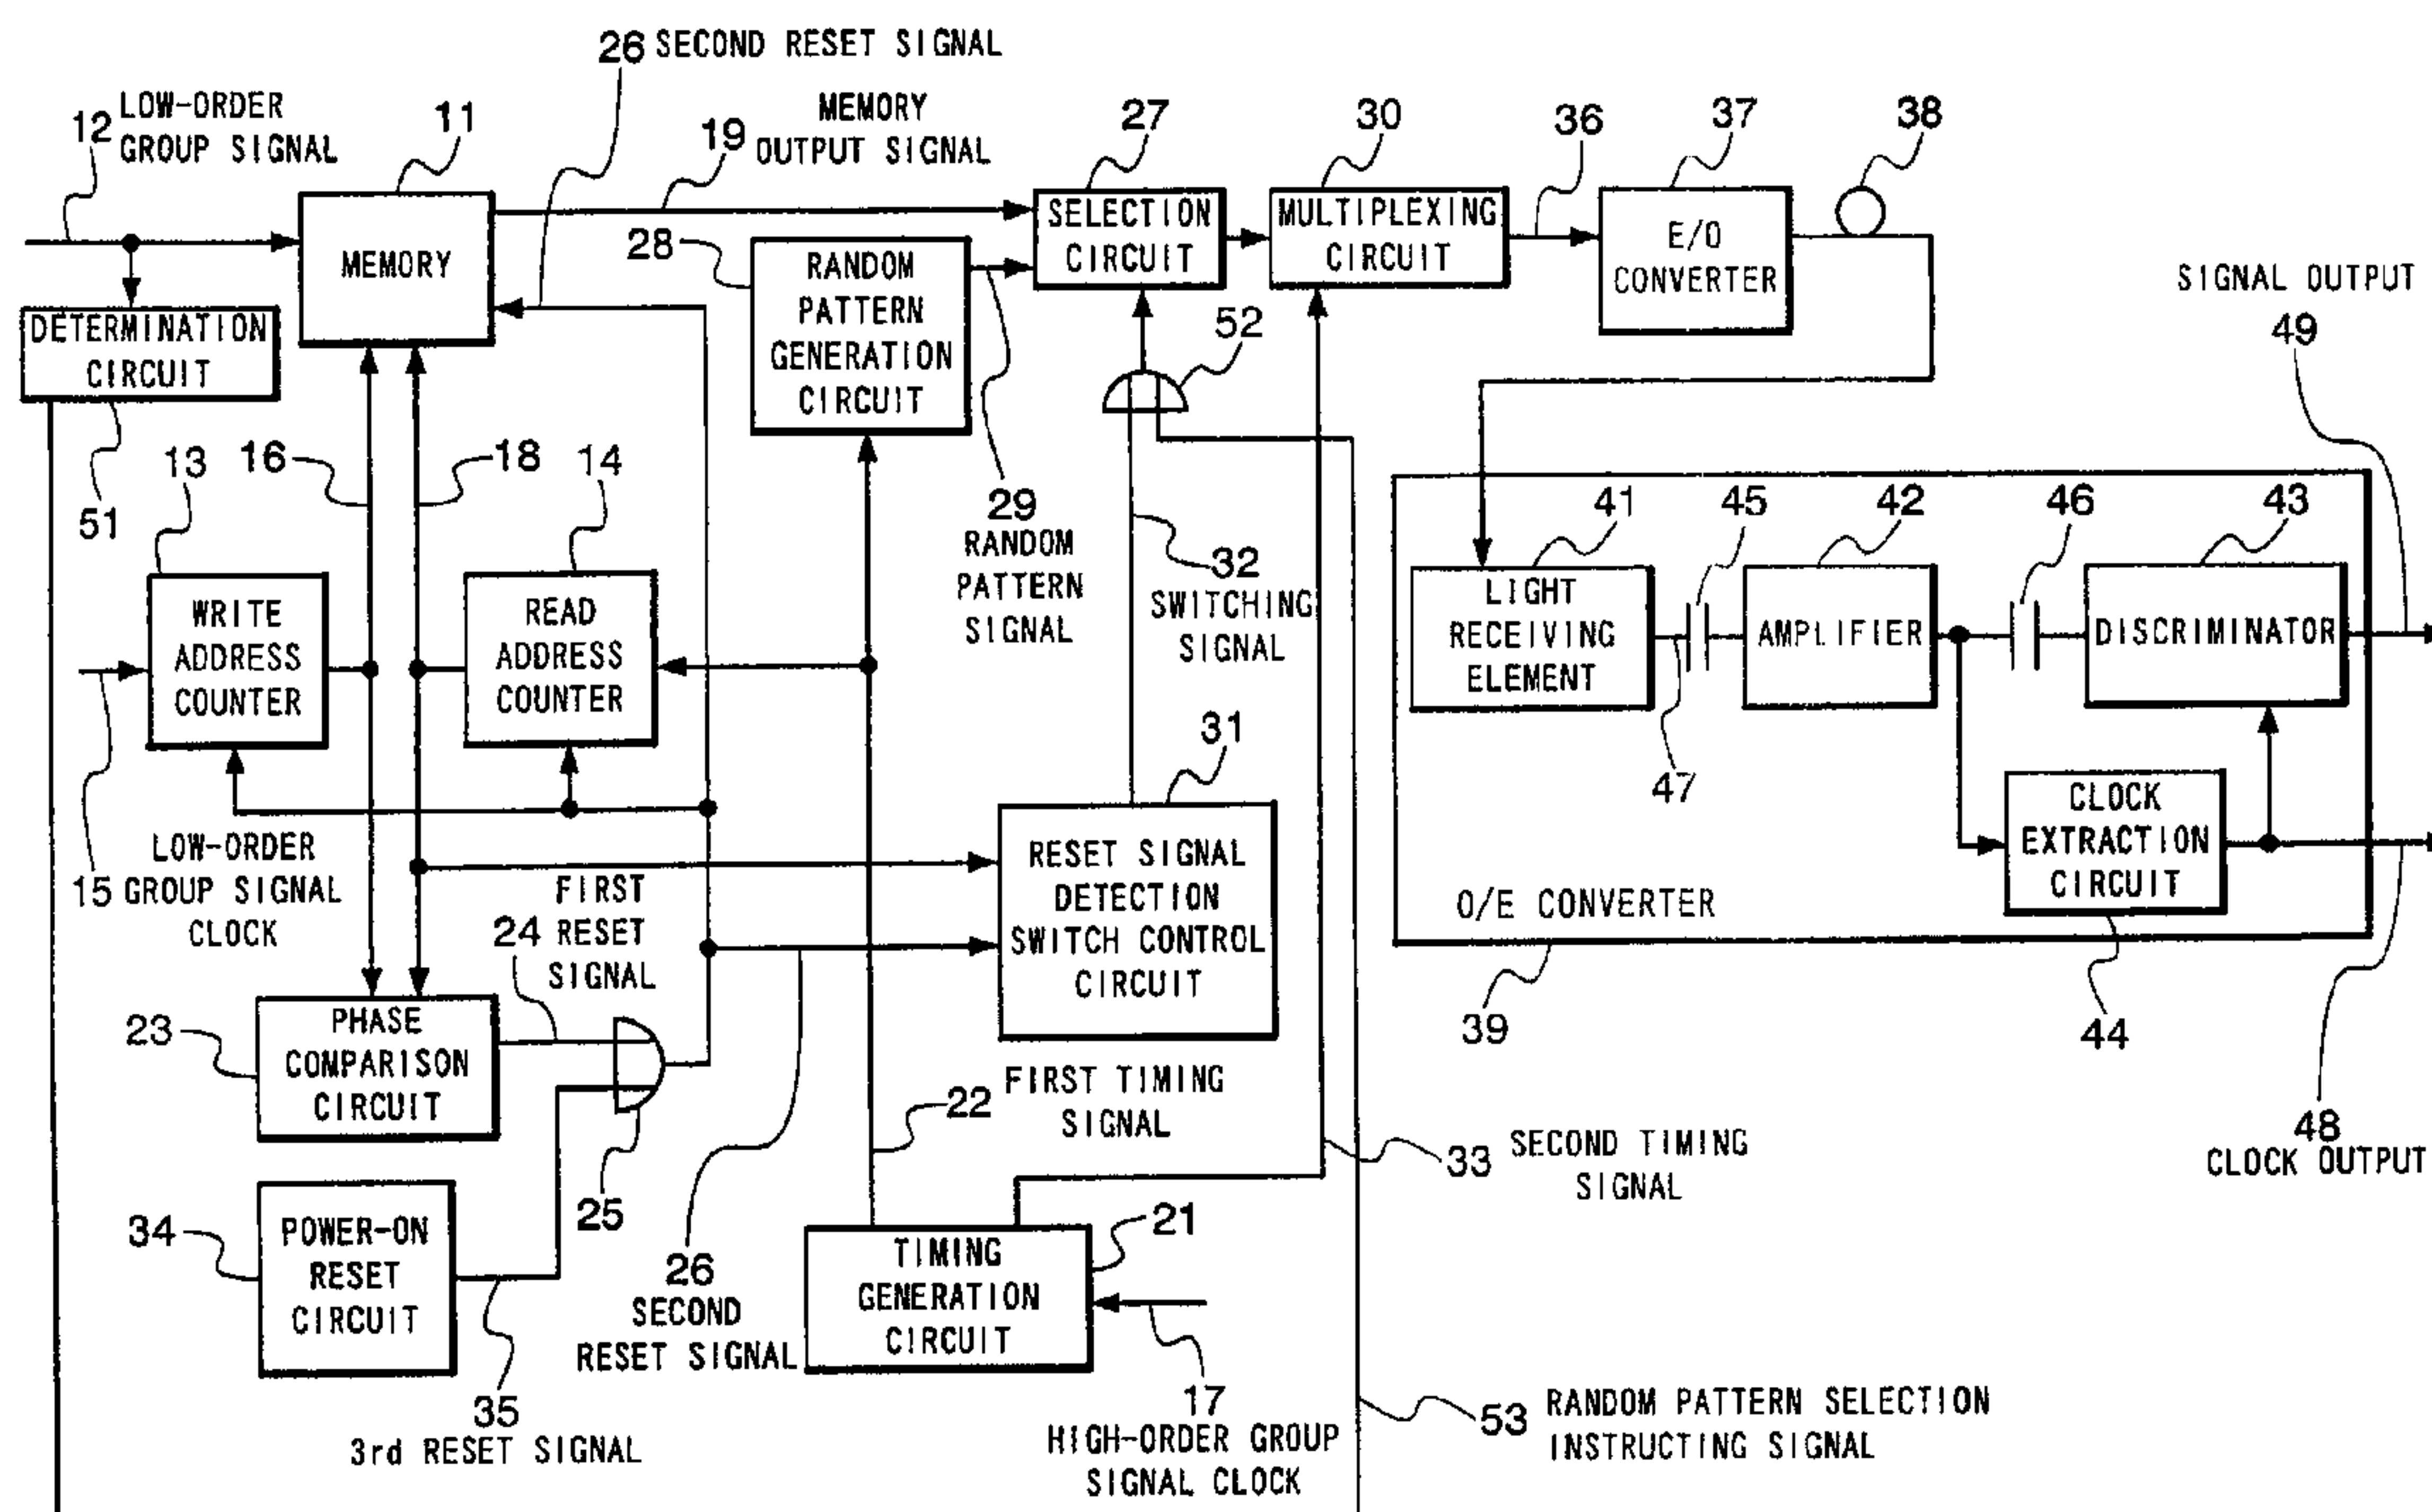 26 SECOND RESET SIGNAL
12 LOW-ORDER
GROUP SIGNAL
11
19 MEMORY
OUTPUT SIGNAL
27
30
36
37
38
MEMORY
28
RANDOM
PATTERN
GENERATION
CIRCUIT
SELECTION
CIRCUIT
MULTIPLEXING
CIRCUIT
E/O
CONVERTER
SIGNAL OUTPUT
49
DETERMINATION
CIRCUIT
51
52
13
16
18
14
29
RANDOM
PATTERN
SIGNAL
32
SWITCHING
SIGNAL
41
45
42
46
43
WRITE
ADDRESS
COUNTER
READ
ADDRESS
COUNTER
LIGHT
RECEIVING
ELEMENT
AMPLIFIER
DISCRIMINATOR
47
31
15 LOW-ORDER
GROUP SIGNAL
CLOCK
24 FIRST
RESET
SIGNAL
RESET SIGNAL
DETECTION
SWITCH CONTROL
CIRCUIT
CLOCK
EXTRACTION
CIRCUIT
O/E CONVERTER
39
44
23
PHASE
COMPARISON
CIRCUIT
25
22 FIRST TIMING
SIGNAL
33 SECOND TIMING
SIGNAL
48
CLOCK OUTPUT
34
POWER-ON
RESET
CIRCUIT
26
SECOND
RESET SIGNAL
21
TIMING
GENERATION
CIRCUIT
35
3rd RESET SIGNAL
17
HIGH-ORDER GROUP
SIGNAL CLOCK
53 RANDOM PATTERN SELECTION
INSTRUCTING SIGNAL